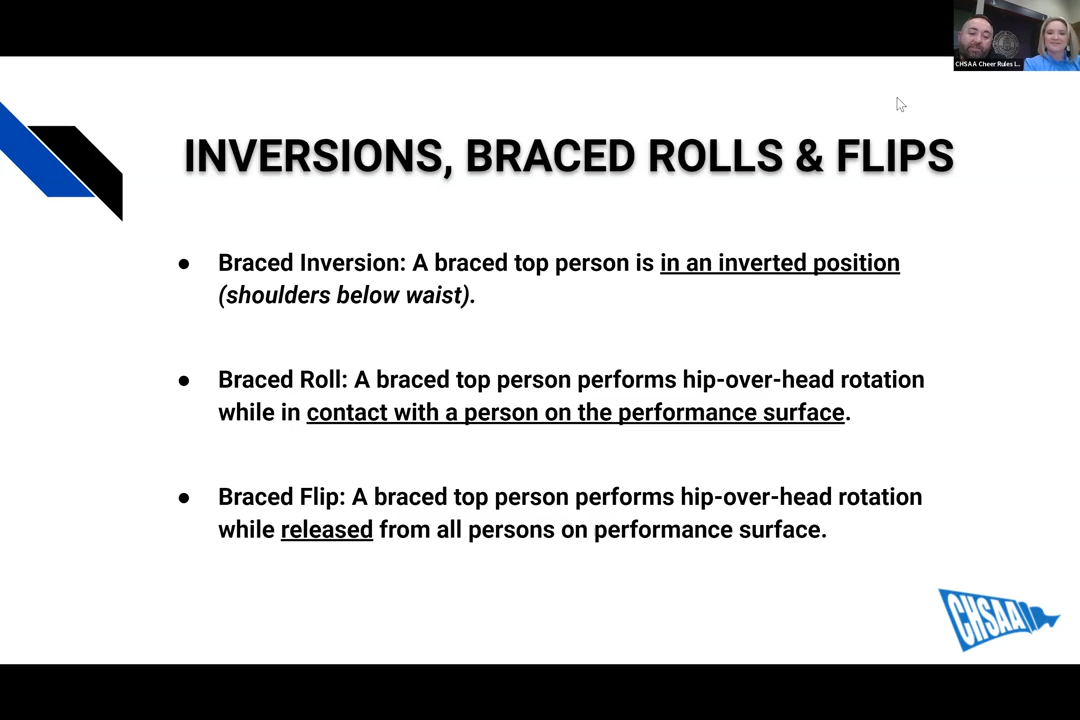 CHSAA Cheer Rules I...
INVERSIONS, BRACED ROLLS & FLIPS
● Braced Inversion: A braced top person is in an inverted position
(shoulders below waist).
● Braced Roll: A braced top person performs hip-over-head rotation
while in contact with a person on the performance surface.
● Braced Flip: A braced top person performs hip-over-head rotation
while released from all persons on performance surface.
CHSAA